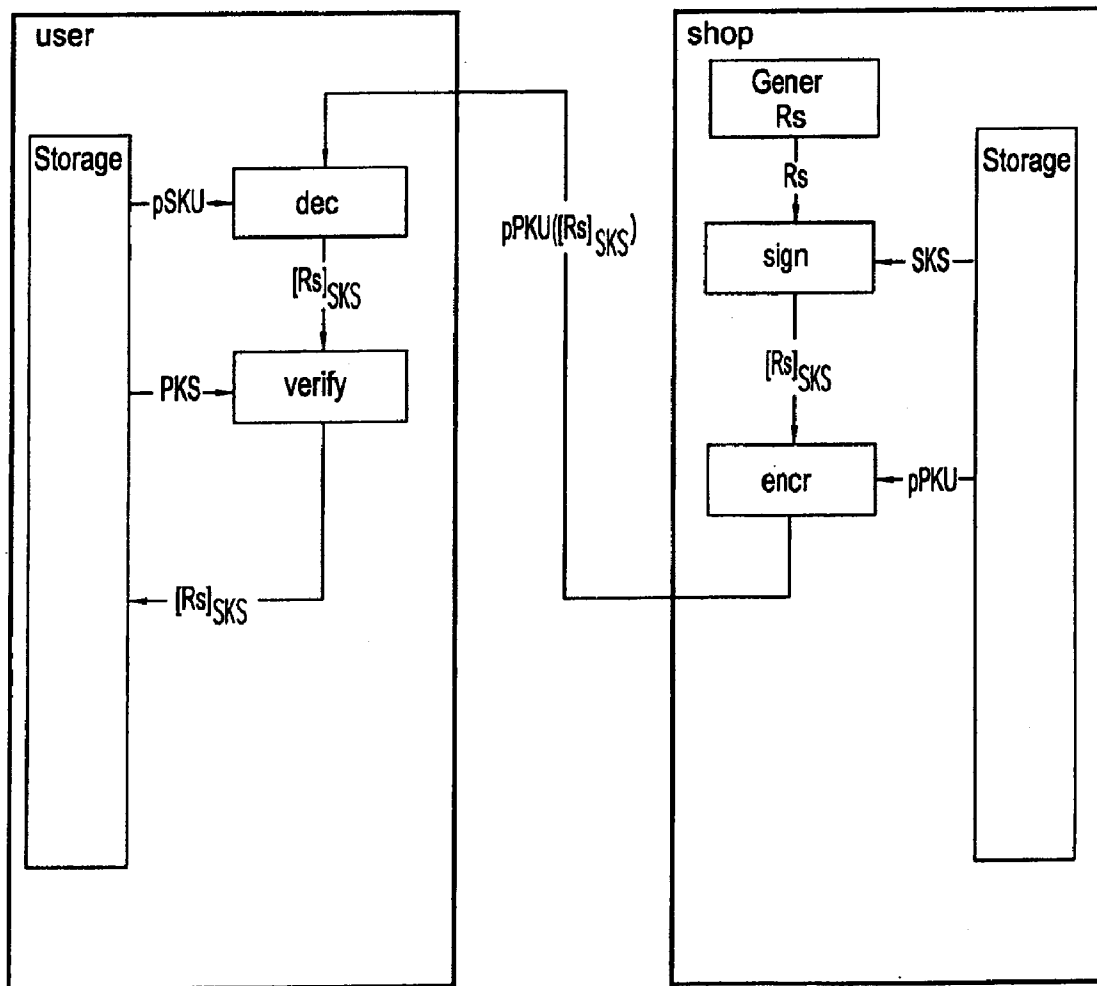 user
Storage
pSKU
dec
[Rs]SKS
PKS
verify
[Rs]SKS
pPKU([Rs]SKS)
shop
Gener
Rs
Rs
Storage
sign
SKS
[Rs]SKS
encr
pPKU